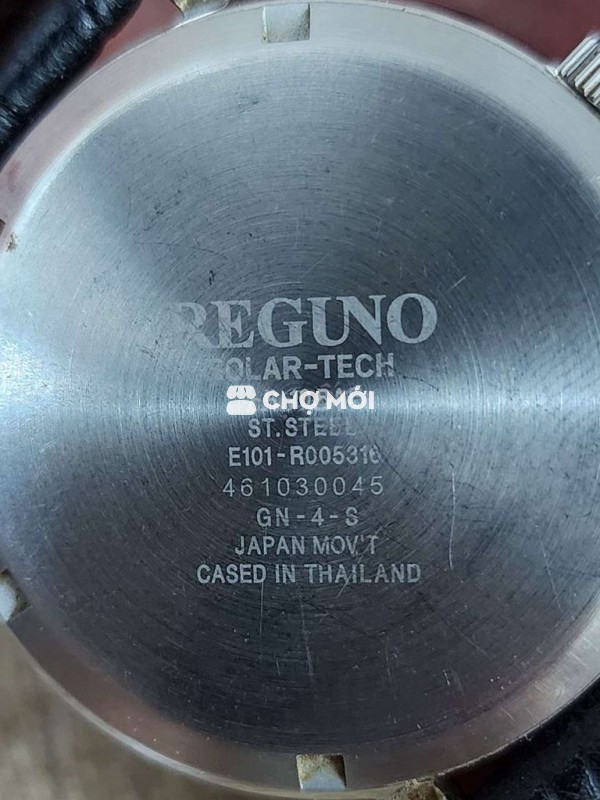 REGUNO
SOLAR-TECH
CHỢ MỚI
ST.STEEL
E101-R005316
461030045
GN-4-S
JAPAN MOV'T
CASED IN THAILAND